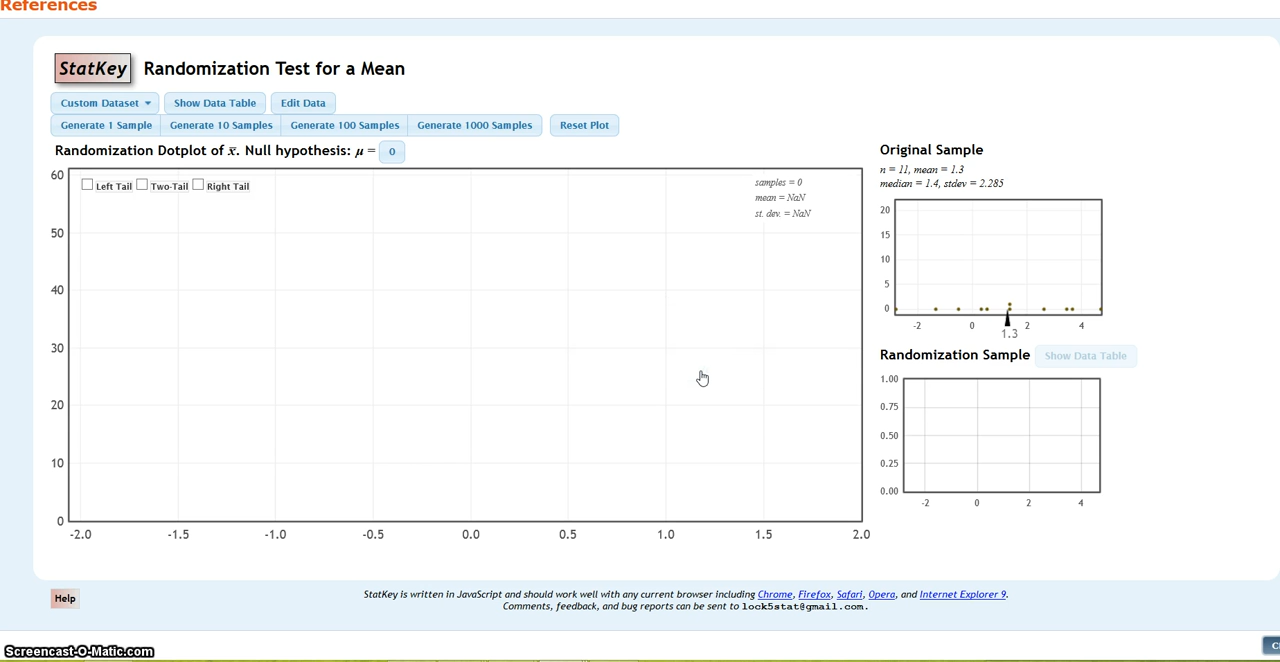 References
StatKey Randomization Test for a Mean
Custom Dataset Show Data Table Edit Data
Generate 1 Sample Generate 10 Samples Generate 100 Samples Generate 1000 Samples Reset Plot
Randomization Dotplot of x̄. Null hypothesis: μ = 0
Left Tail Two-Tail Right Tail
samples = 0
mean = NaN
st. dev. = NaN
60
50
40
30
20
10
0
-2.0 -1.5 -1.0 -0.5 0.0 0.5 1.0 1.5 2.0
Original Sample
n = 11, mean = 1.3
median = 1.4, stdev = 2.285
20
15
10
5
0
-2 0 2 4
1.3
Randomization Sample Show Data Table
1.00
0.75
0.50
0.25
0.00
-2 0 2 4
Help
StatKey is written in JavaScript and should work well with any current browser including Chrome, Firefox, Safari, Opera, and Internet Explorer 9.
Comments, feedback, and bug reports can be sent to lock5stat@gmail.com.
Screencast-O-Matic.com